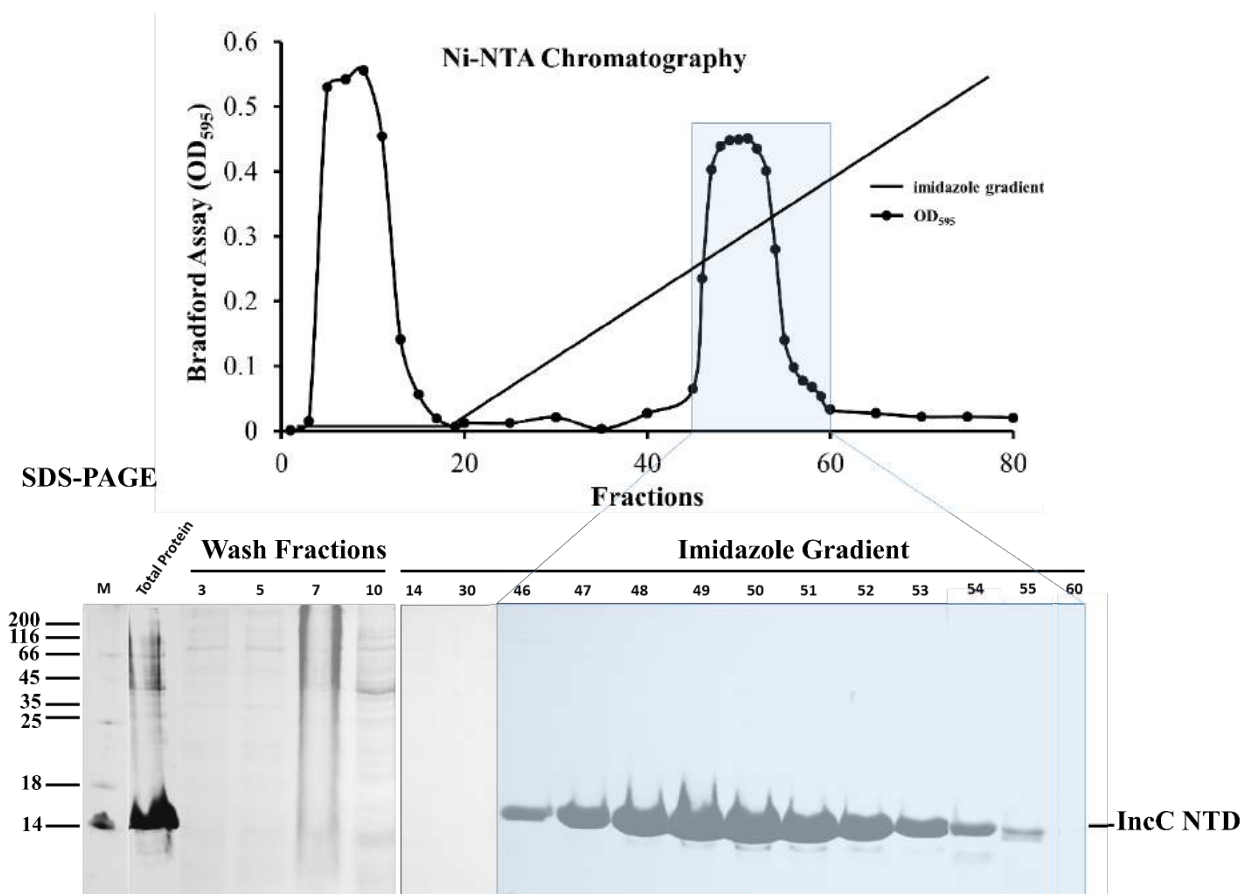 Ni-NTA Chromatography
0.6
0.5
0.4
0.3
0.2
0.1
0
Bradford Assay (OD595)
imidazole gradient
OD595
0 20 40 60 80
Fractions
SDS-PAGE
Wash Fractions Imidazole Gradient
M Total Protein 3 5 7 10 14 30 46 47 48 49 50 51 52 53 54 55 60
200
116
66
45
35
25
18
14
IncC NTD